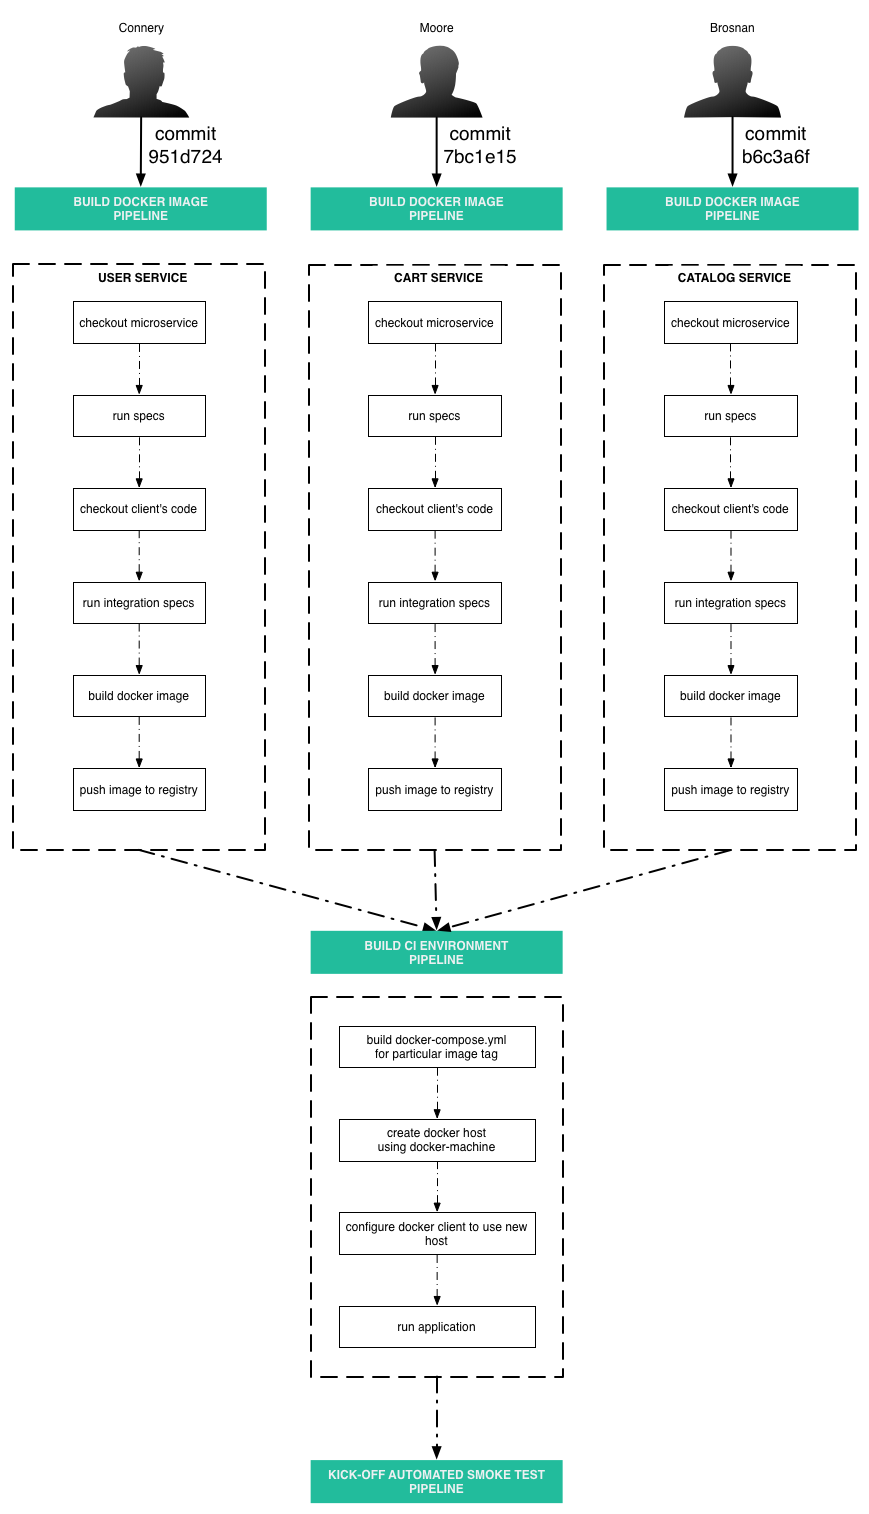 Connery
Moore
Brosnan
commit
951d724
commit
7bc1e15
commit
b6c3a6f
BUILD DOCKER IMAGE
PIPELINE
BUILD DOCKER IMAGE
PIPELINE
BUILD DOCKER IMAGE
PIPELINE
USER SERVICE
checkout microservice
run specs
checkout client's code
run integration specs
build docker image
push image to registry
CART SERVICE
checkout microservice
run specs
checkout client's code
run integration specs
build docker image
push image to registry
CATALOG SERVICE
checkout microservice
run specs
checkout client's code
run integration specs
build docker image
push image to registry
BUILD CI ENVIRONMENT
PIPELINE
build docker-compose.yml
for particular image tag
create docker host
using docker-machine
configure docker client to use new
host
run application
KICK-OFF AUTOMATED SMOKE TEST
PIPELINE